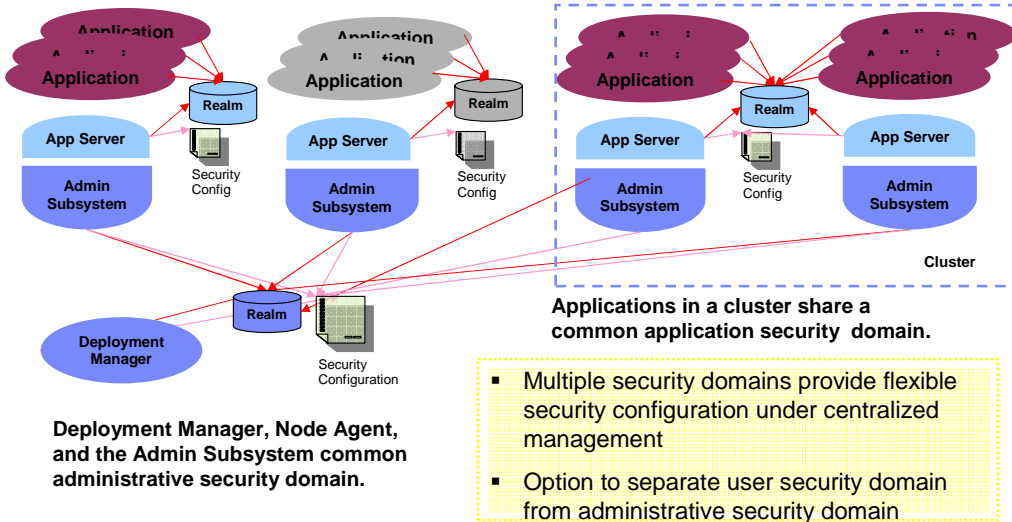 Application
Application
Realm
App Server
Security
Config
Admin
Subsystem
Application
Application
Realm
App Server
Security
Config
Admin
Subsystem
Application
Application
Realm
App Server
App Server
Security
Config
Admin
Subsystem
Admin
Subsystem
Cluster
Realm
Deployment
Manager
Security
Configuration
Applications in a cluster share a
common application security domain.
Deployment Manager, Node Agent,
and the Admin Subsystem common
administrative security domain.
▪ Multiple security domains provide flexible
security configuration under centralized
management
▪ Option to separate user security domain
from administrative security domain